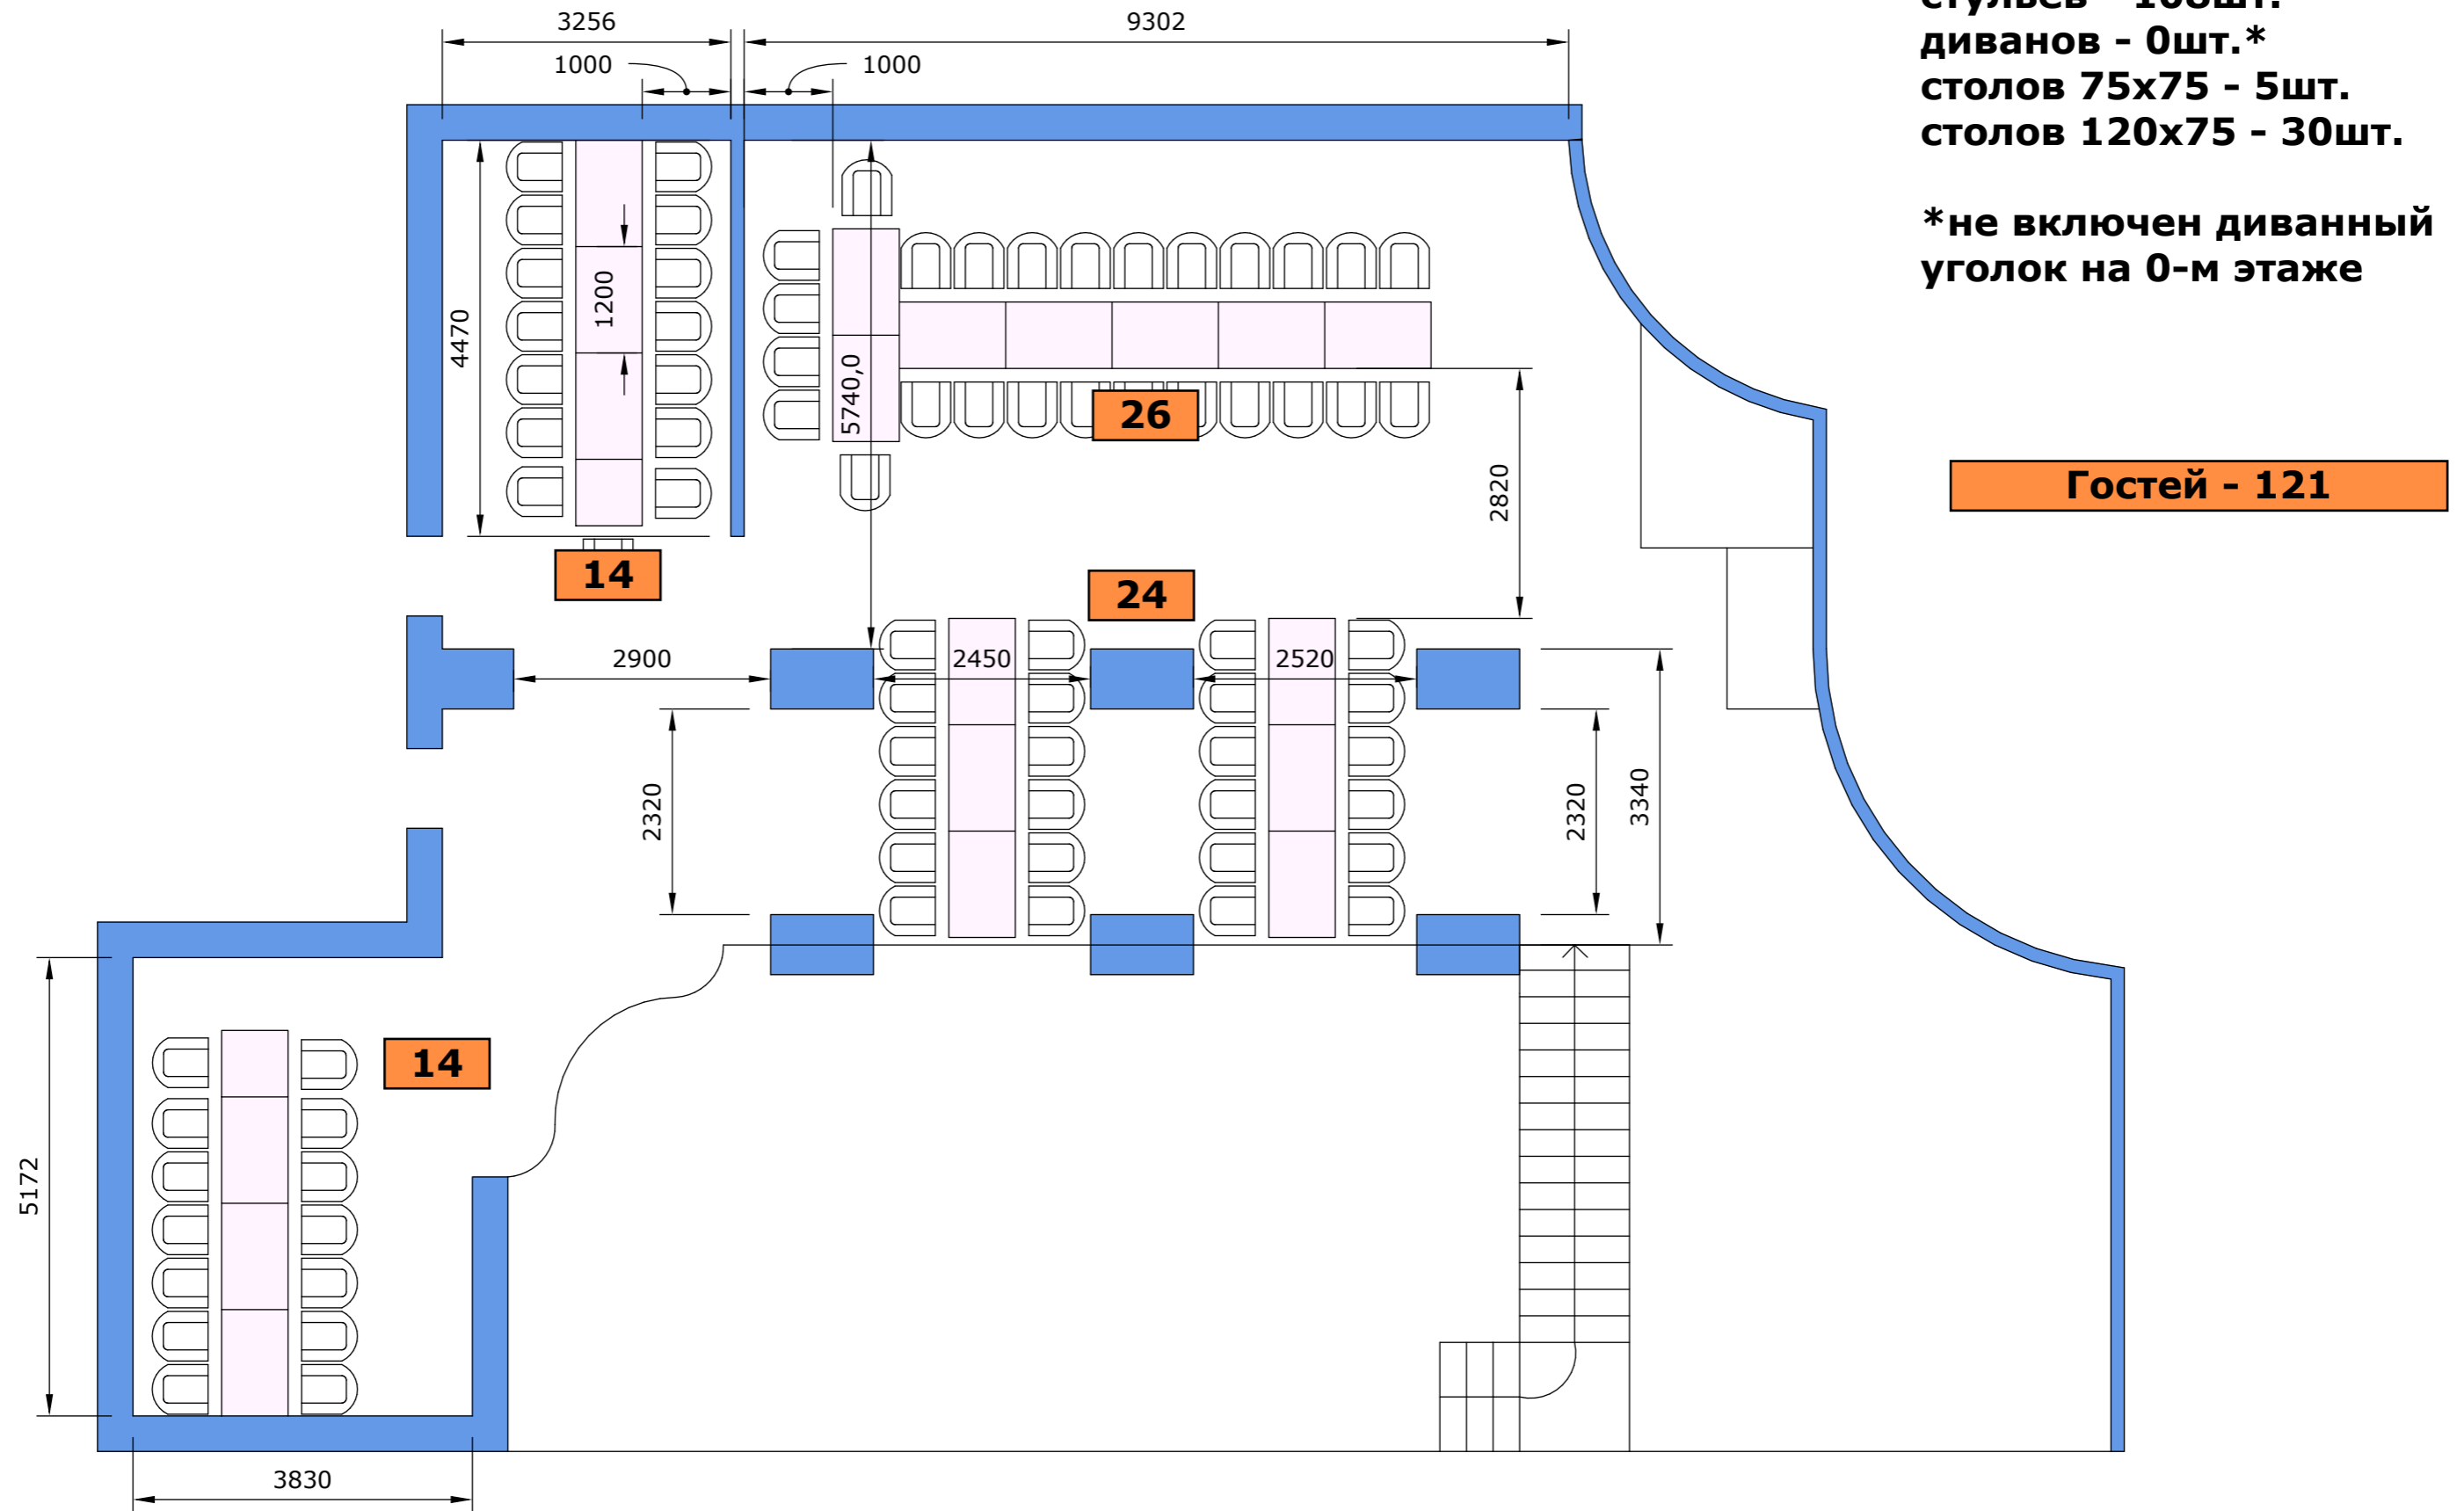 3256
9302
1000
1000
стульев - 108шт.
диванов - 0шт.*
столов 75х75 - 5шт.
столов 120х75 - 30шт.
*не включен диванный
уголок на 0-м этаже
4470
1200
5740,0
26
2820
Гостей - 121
14
24
2900
2450
2520
2320
2320
3340
14
5172
3830